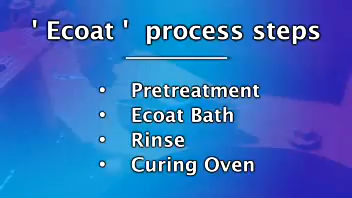 ' Ecoat ' process steps
• Pretreatment
• Ecoat Bath
• Rinse
• Curing Oven